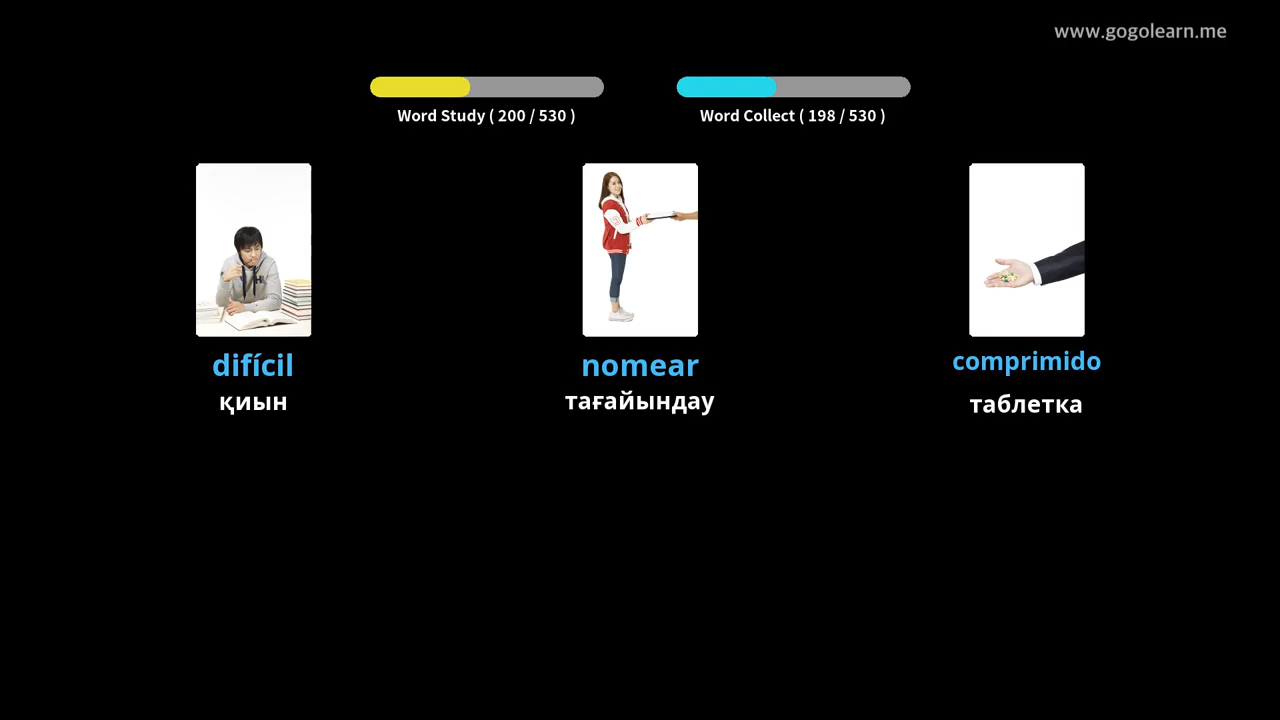 www.gogolearn.me
Word Study ( 200 / 530 )
Word Collect ( 198 / 530 )
difícil
қиын
nomear
тағайындау
comprimido
таблетка